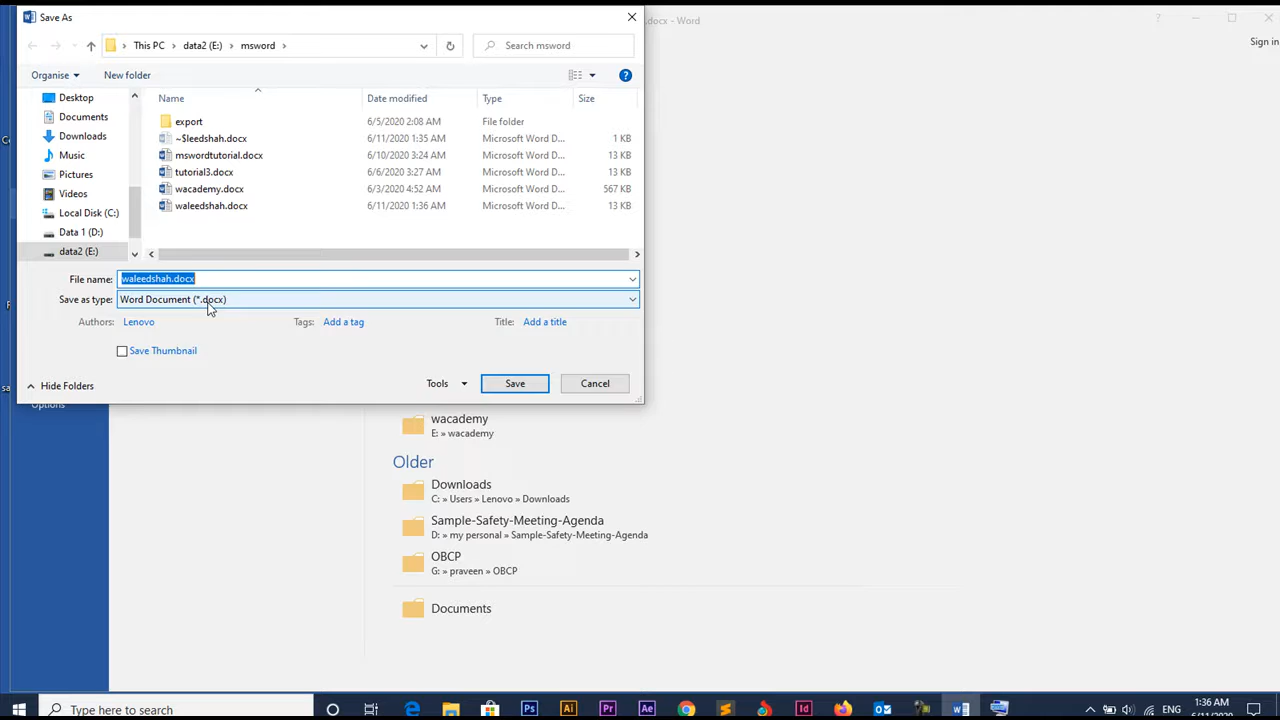 Save As
.docx - Word
?
This PC > data2 (E:) > msword >
Search msword
Sign in
Organise
New folder
?
Desktop
Documents
Downloads
Music
Pictures
Videos
Local Disk (C:)
Data 1 (D:)
data2 (E:)
Name Date modified Type Size
export 6/5/2020 2:08 AM File folder
~$leedshah.docx 6/11/2020 1:35 AM Microsoft Word D... 1 KB
mswordtutorial.docx 6/10/2020 3:24 AM Microsoft Word D... 13 KB
tutorial3.docx 6/6/2020 3:27 AM Microsoft Word D... 13 KB
wacademy.docx 6/3/2020 4:52 AM Microsoft Word D... 567 KB
waleedshah.docx 6/11/2020 1:36 AM Microsoft Word D... 13 KB
File name: waleedshah.docx
Save as type: Word Document (*.docx)
Authors: Lenovo Tags: Add a tag Title: Add a title
Save Thumbnail
Hide Folders
Tools Save Cancel
Options
wacademy
E: » wacademy
Older
Downloads
C: » Users » Lenovo » Downloads
Sample-Safety-Meeting-Agenda
D: » my personal » Sample-Safety-Meeting-Agenda
OBCP
G: » praveen » OBCP
Documents
Type here to search
Ps Ai Pr Ae Id
ENG
1:36 AM
6/11/2020